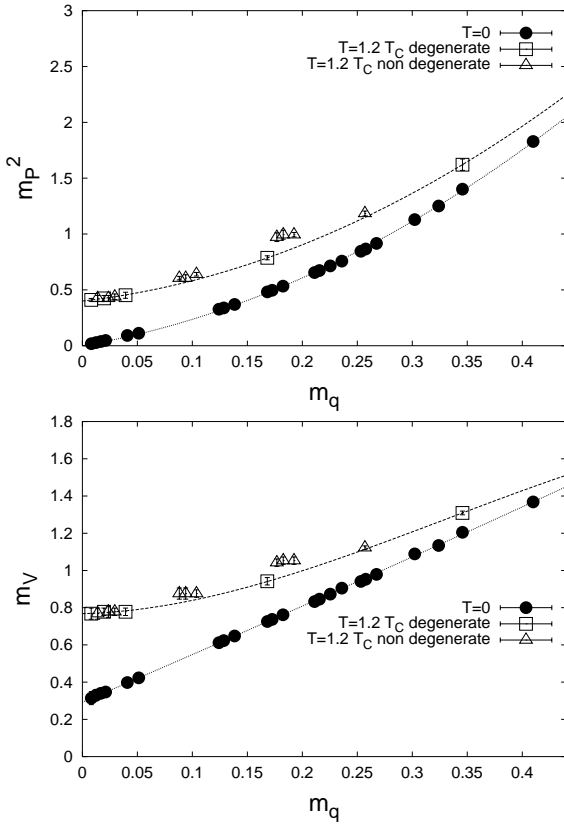 T=0
T=1.2 T_C degenerate
T=1.2 T_C non degenerate
3
2.5
2
1.5
1
0.5
0
m_P^2
0 0.05 0.1 0.15 0.2 0.25 0.3 0.35 0.4
m_q
1.8
1.6
1.4
1.2
1
0.8
0.6
0.4
0.2
0
m_V
T=0
T=1.2 T_C degenerate
T=1.2 T_C non degenerate
0 0.05 0.1 0.15 0.2 0.25 0.3 0.35 0.4
m_q